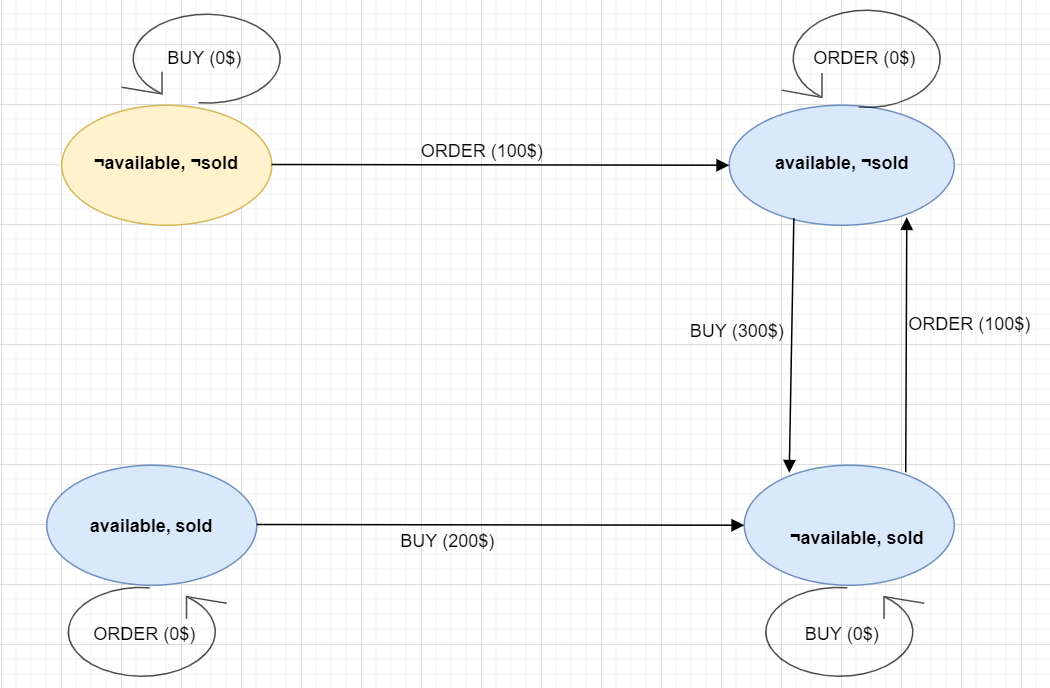 BUY (0$)
ORDER (0$)
¬available, ¬sold
ORDER (100$)
available, ¬sold
BUY (300$)
ORDER (100$)
available, sold
BUY (200$)
¬available, sold
ORDER (0$)
BUY (0$)